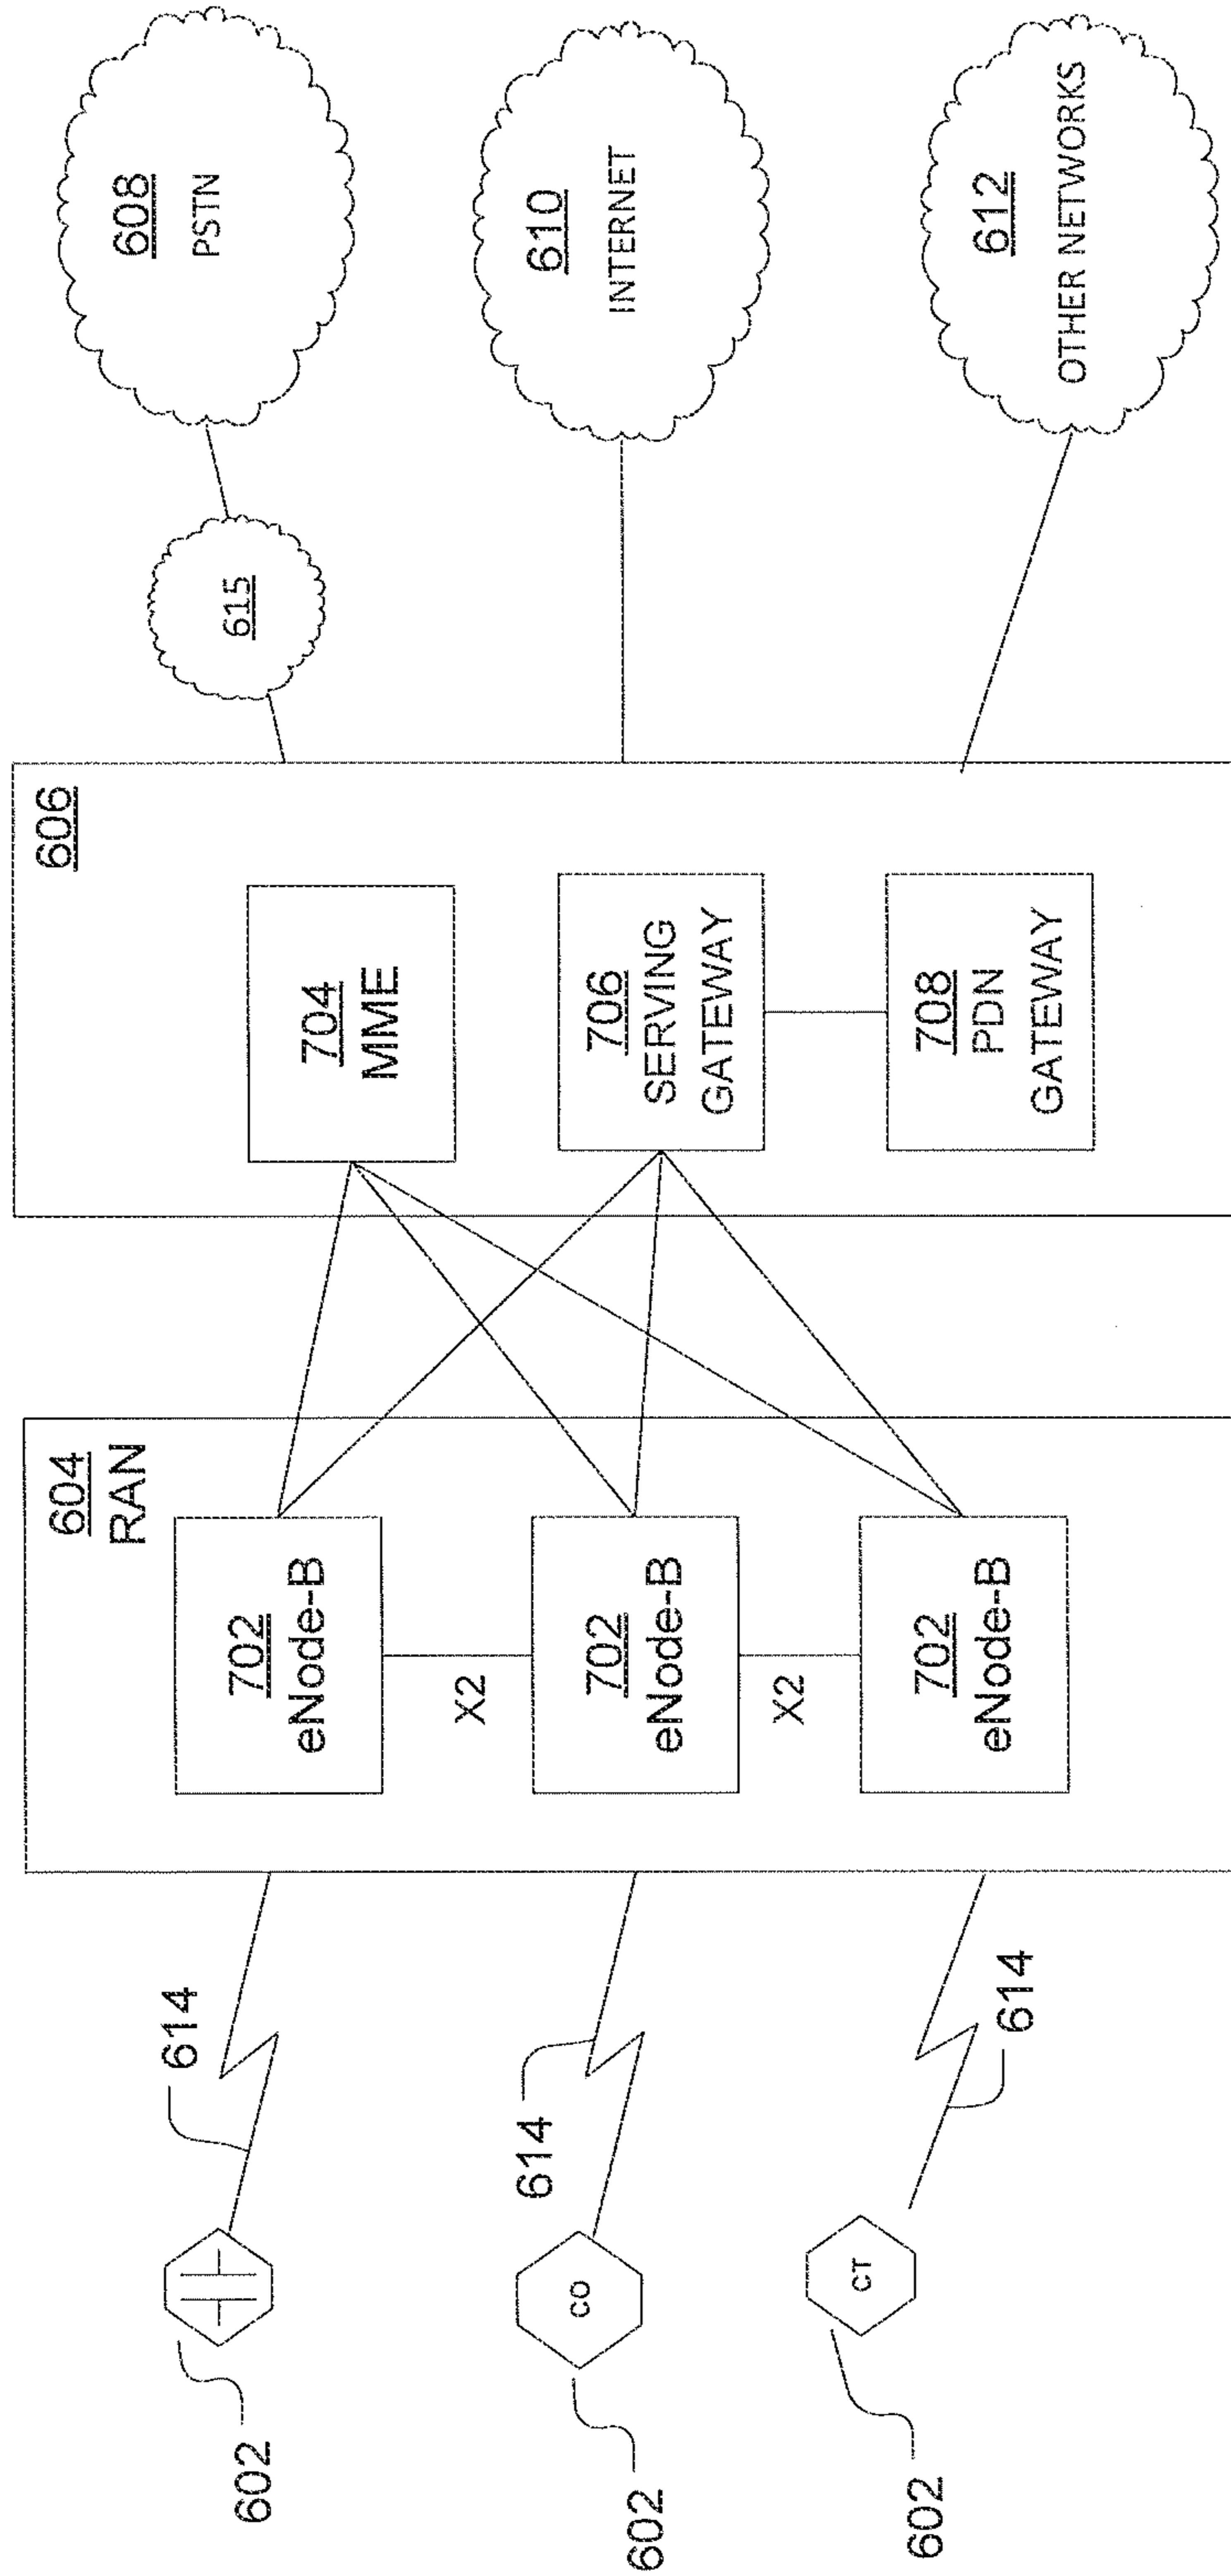 602
614
602
CO
614
602
CT
614
604
RAN
702
eNode-B
X2
702
eNode-B
X2
702
eNode-B
606
704
MME
706
SERVING
GATEWAY
708
PDN
GATEWAY
615
608
PSTN
610
INTERNET
612
OTHER NETWORKS